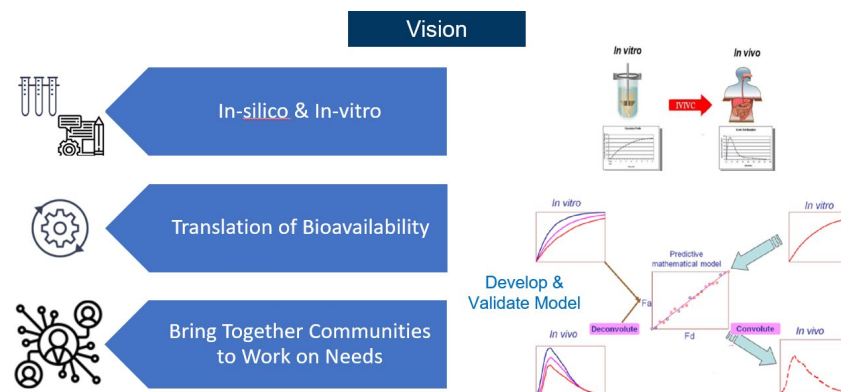 Vision
In-silico & In-vitro
Translation of Bioavailability
Bring Together Communities
to Work on Needs
In vitro
In vivo
IVIVC
In vitro
In vitro
Predictive
mathematical model
Develop &
Validate Model
Fa
Deconvolute
Convolute
Fd
In vivo
In vivo